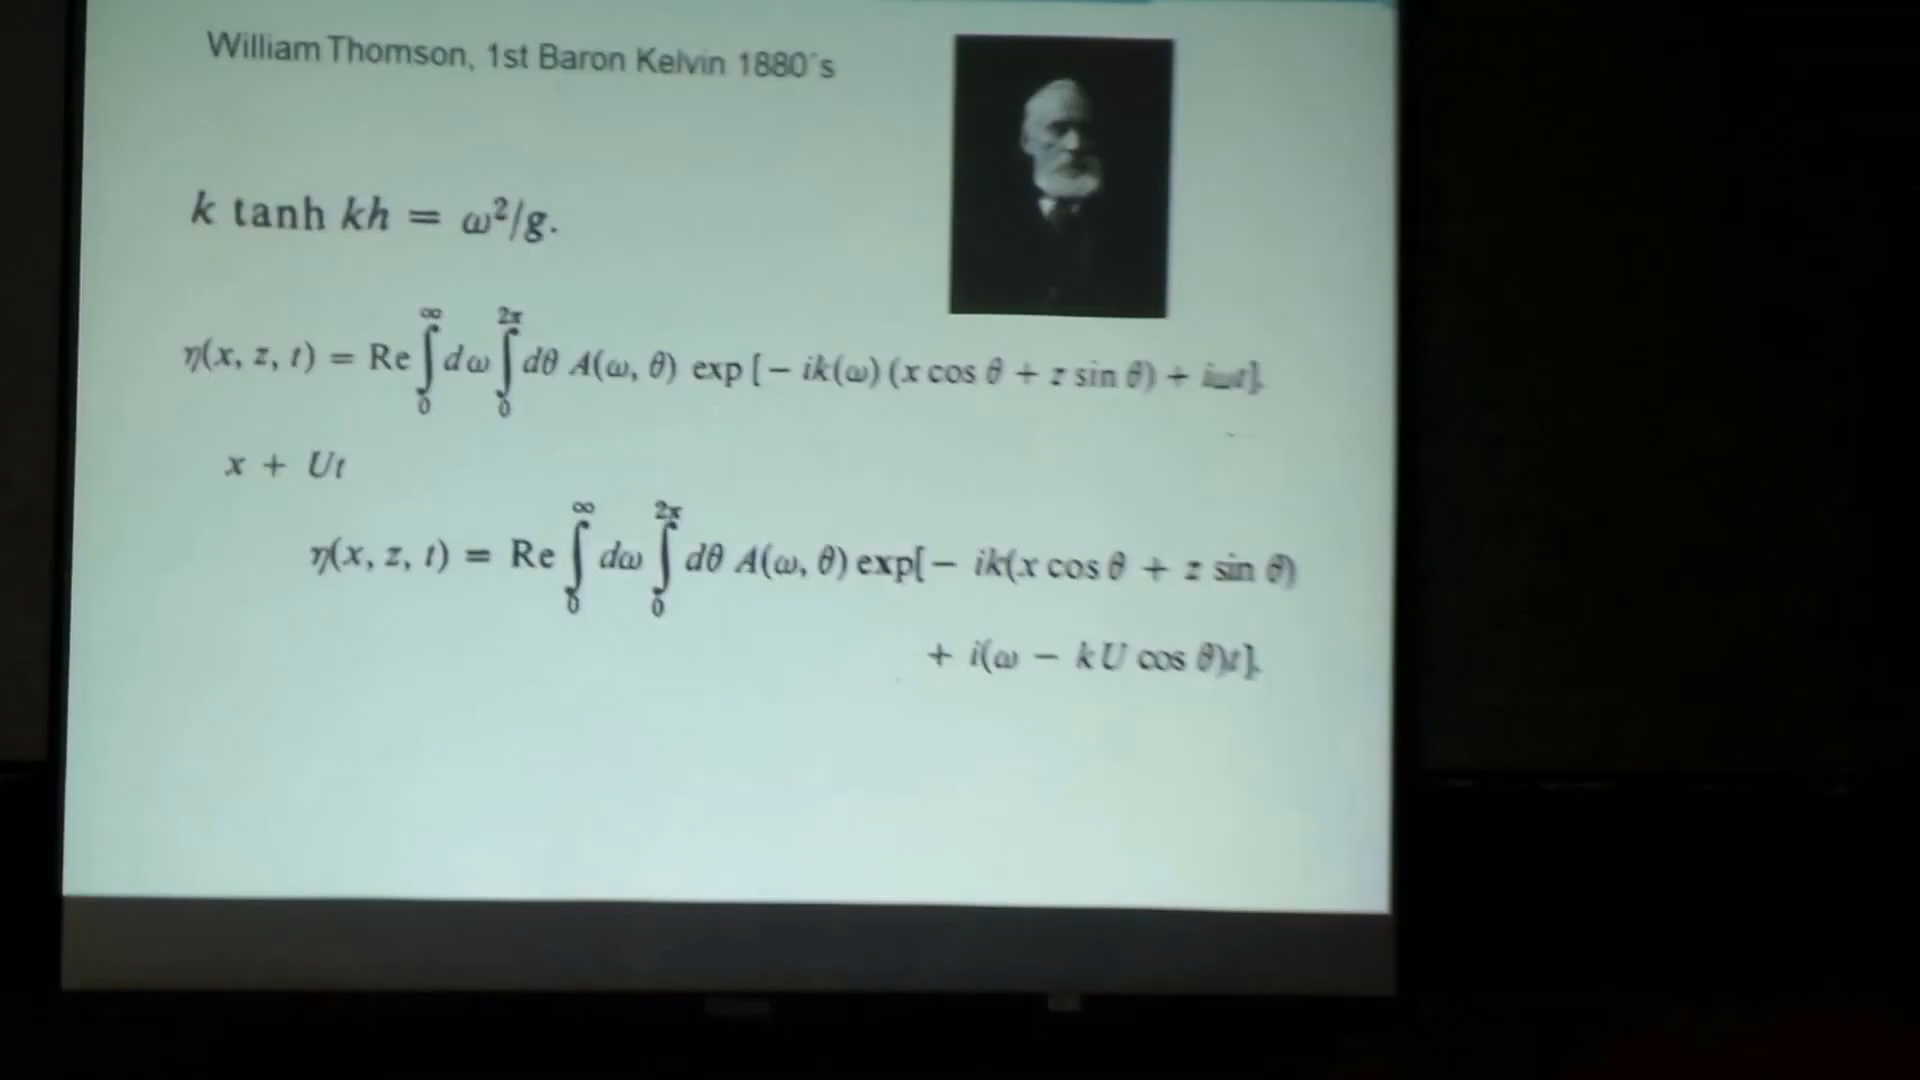 William Thomson, 1st Baron Kelvin 1880´s
k tanh kh = ω²/g.
η(x, z, t) = Re ∫₀^∞ dω ∫₀^2π dθ A(ω, θ) exp [− ik(ω) (x cos θ + z sin θ) + iωt].
x + Ut
η(x, z, t) = Re ∫₀^∞ dω ∫₀^2π dθ A(ω, θ) exp[− ik(x cos θ + z sin θ)
+ i(ω − kU cos θ)t].